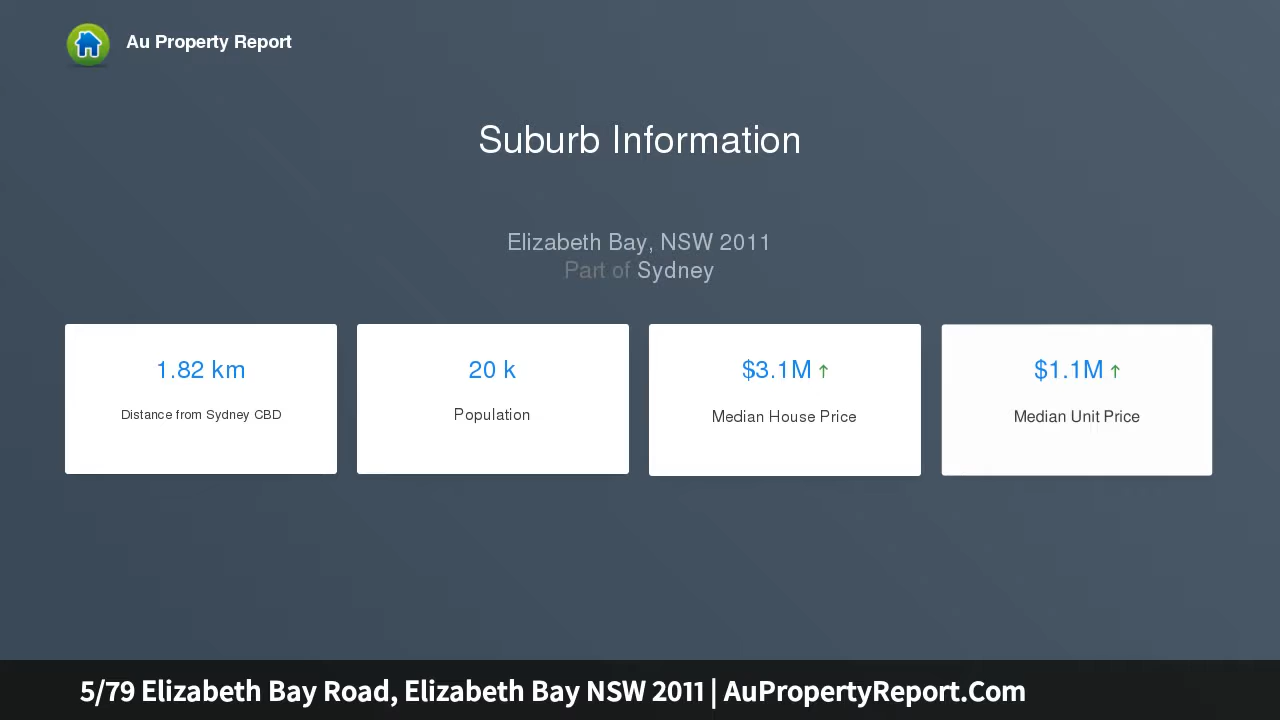 Au Property Report
Suburb Information
Elizabeth Bay, NSW 2011
Part of Sydney
1.82 km
Distance from Sydney CBD
20 k
Population
$3.1M ↑
Median House Price
$1.1M ↑
Median Unit Price
5/79 Elizabeth Bay Road, Elizabeth Bay NSW 2011 | AuPropertyReport.Com